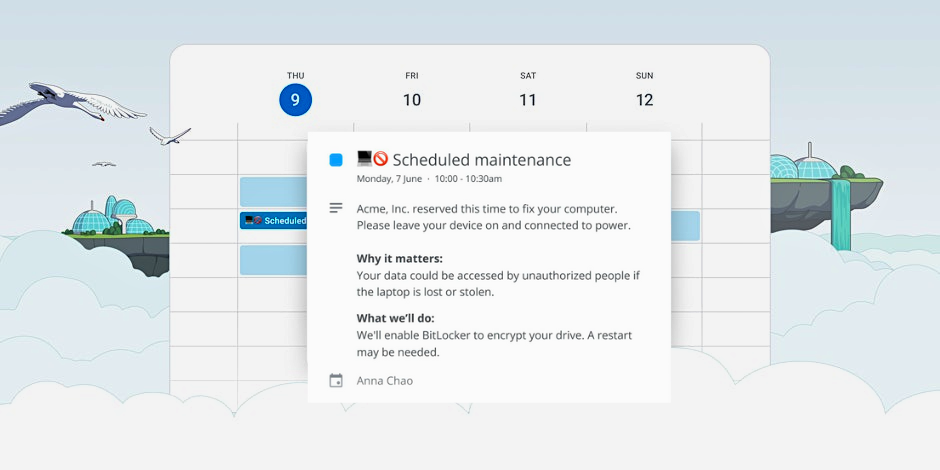 THU FRI SAT SUN
9 10 11 12
Scheduled maintenance
Monday, 7 June · 10:00 - 10:30am
Scheduled
Acme, Inc. reserved this time to fix your computer.
Please leave your device on and connected to power.
Why it matters:
Your data could be accessed by unauthorized people if
the laptop is lost or stolen.
What we'll do:
We'll enable BitLocker to encrypt your drive. A restart
may be needed.
Anna Chao